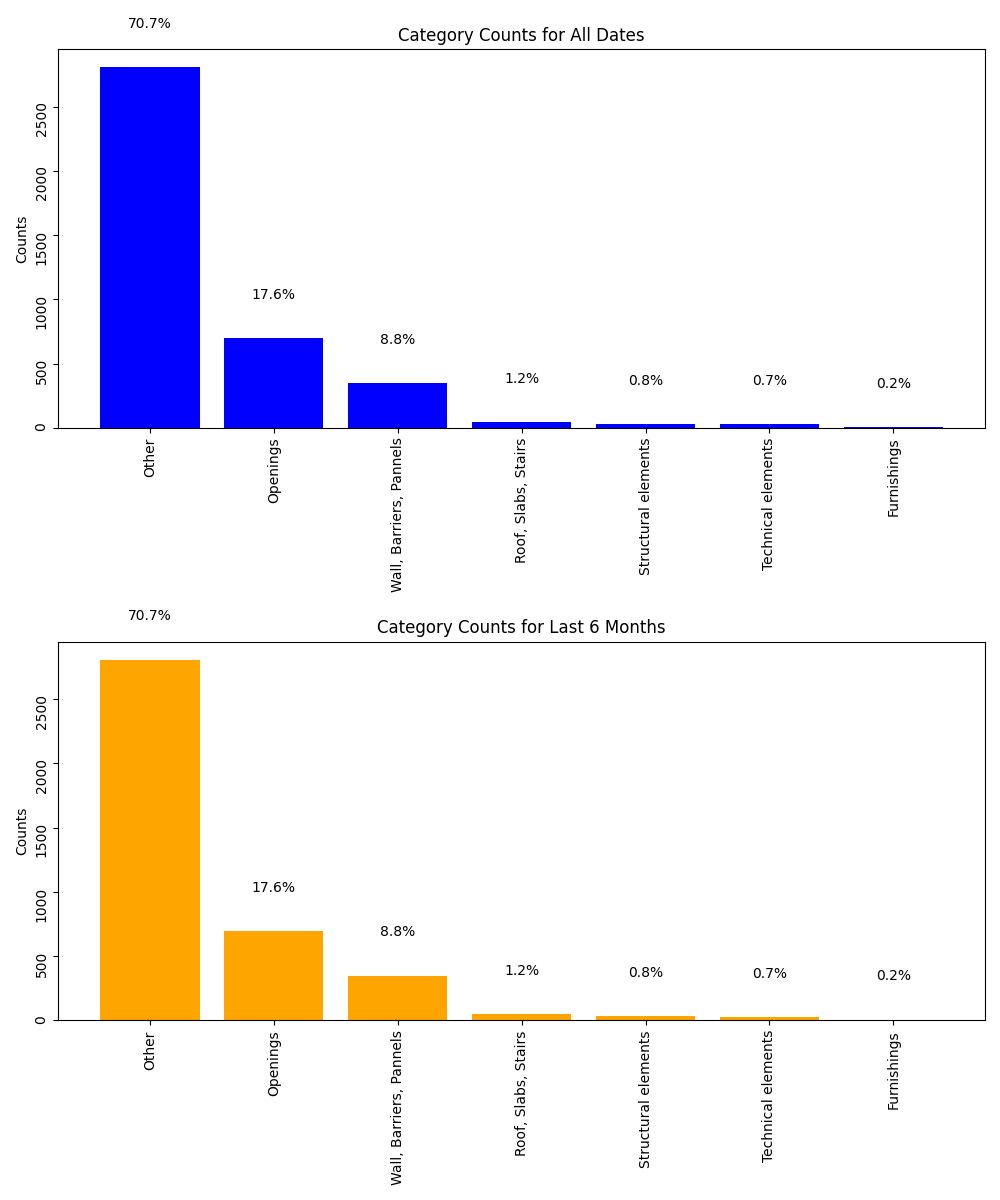 70.7%
Category Counts for All Dates
Counts
2500
2000
1500
1000
500
0
17.6%
8.8%
1.2%
0.8%
0.7%
0.2%
Other
Openings
Wall, Barriers, Pannels
Roof, Slabs, Stairs
Structural elements
Technical elements
Furnishings
70.7%
Category Counts for Last 6 Months
Counts
2500
2000
1500
1000
500
0
17.6%
8.8%
1.2%
0.8%
0.7%
0.2%
Other
Openings
Wall, Barriers, Pannels
Roof, Slabs, Stairs
Structural elements
Technical elements
Furnishings